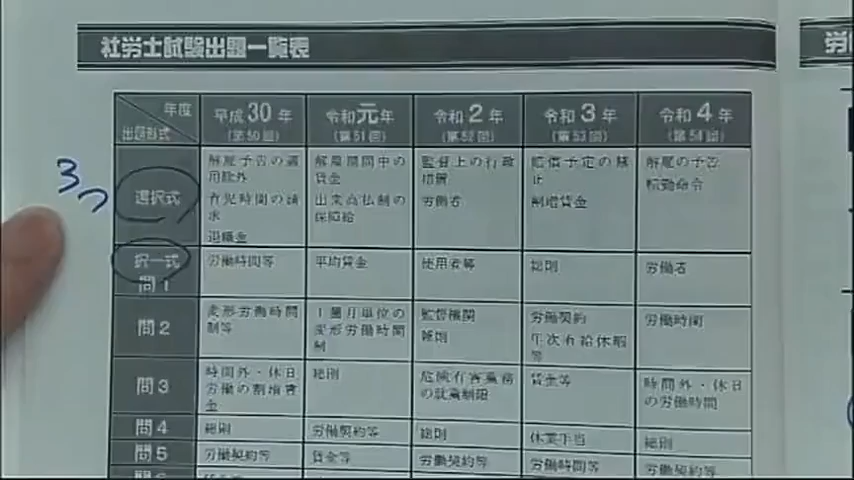 社労士試験出題一覧表
労
年度
出題形式
平成30年
(第50回)
令和元年
(第51回)
令和2年
(第52回)
令和3年
(第53回)
令和4年
(第54回)
3つ
選択式
解雇予告の適
用除外
育児時間の請
求
退職金
解雇期間中の
賃金
出来高払制の
保障給
監督上の行政
措置
労働者
賠償予定の禁
止
割増賃金
解雇の予告
転勤命令
択一式
問1
労働時間等
平均賃金
使用者等
総則
労働者
問2
変形労働時間
制等
1箇月単位の
変形労働時間
制
監督機関
雑則
労働契約
年次有給休暇
等
労働時間
問3
時間外・休日
労働の割増賃
金
総則
危険有害業務
の就業制限
賃金等
時間外・休日
の労働時間
問4
総則
労働契約等
総則
休業手当
総則
問5
労働契約等
賃金等
労働契約等
労働時間等
労働契約等